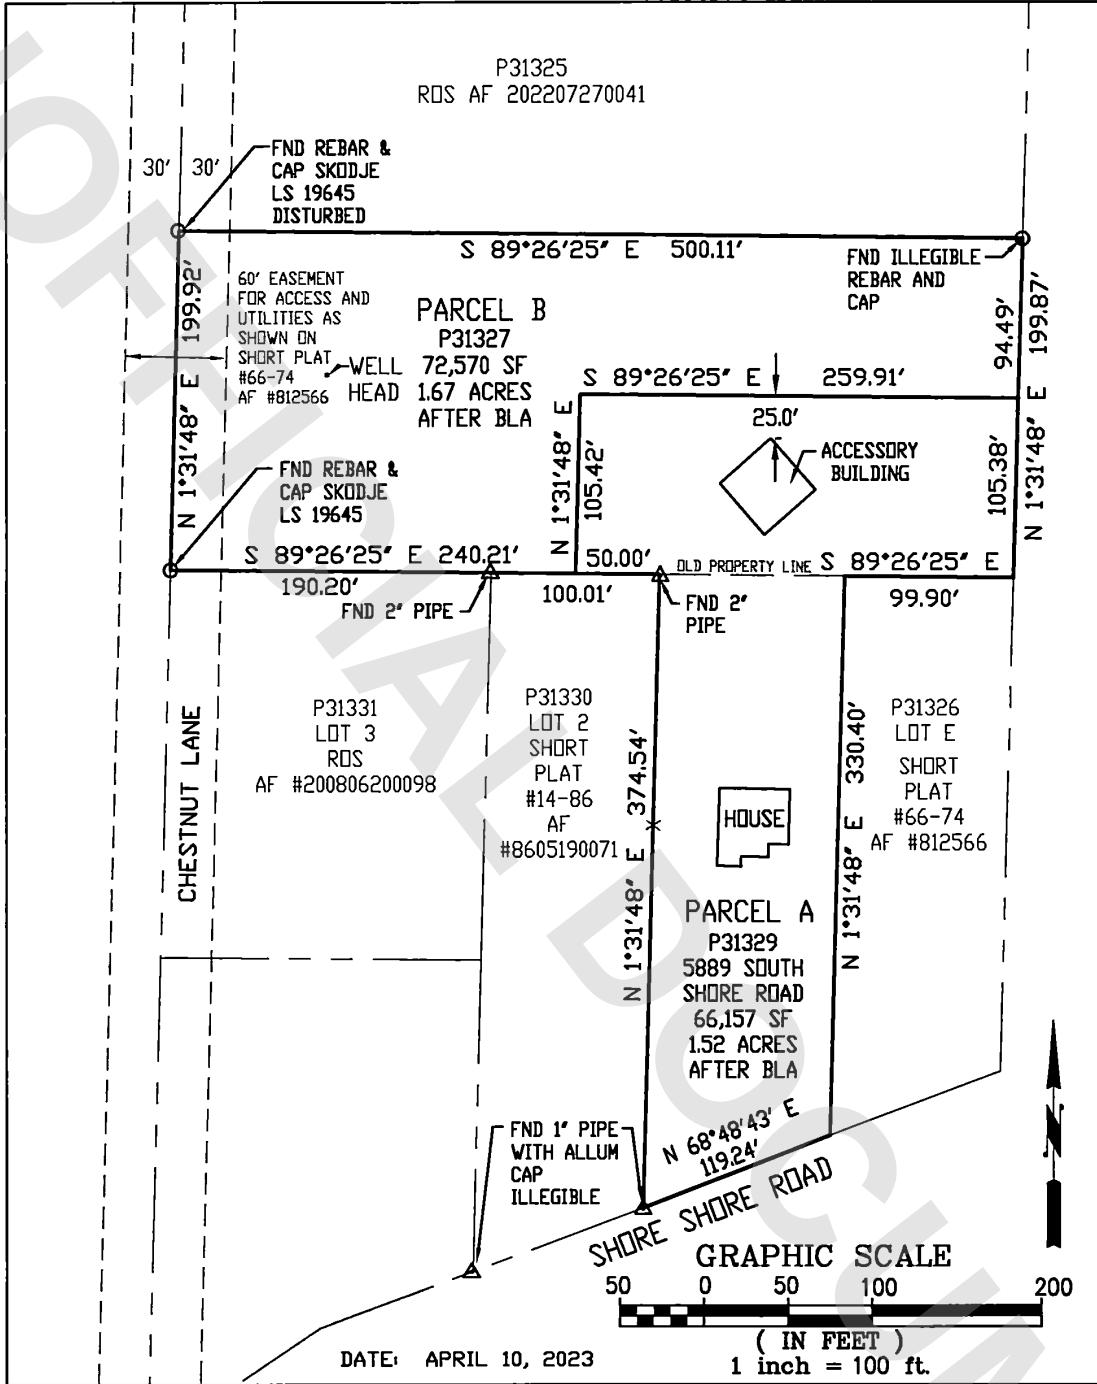 P31325
ROS AF 202207270041
30' 30'
FND REBAR &
CAP SKODJE
LS 19645
DISTURBED
S 89°26'25" E 500.11'
FND ILLEGIBLE
REBAR AND
CAP
N 1°31'48" E 199.92'
60' EASEMENT
FOR ACCESS AND
UTILITIES AS
SHOWN ON
SHORT PLAT
#66-74
AF #812566
WELL
HEAD
PARCEL B
P31327
72,570 SF
1.67 ACRES
AFTER BLA
94.49'
N 1°31'48" E 199.87'
S 89°26'25" E 259.91'
25.0'
ACCESSORY
BUILDING
N 1°31'48" E
105.42'
105.38'
FND REBAR &
CAP SKODJE
LS 19645
S 89°26'25" E 240.21'
190.20'
FND 2" PIPE
50.00'
100.01'
OLD PROPERTY LINE
S 89°26'25" E
99.90'
FND 2"
PIPE
CHESTNUT LANE
P31331
LOT 3
ROS
AF #200806200098
P31330
LOT 2
SHORT
PLAT
#14-86
AF
#8605190071
N 1°31'48" E 374.54'
HOUSE
N 1°31'48" E 330.40'
P31326
LOT E
SHORT
PLAT
#66-74
AF #812566
PARCEL A
P31329
5889 SOUTH
SHORE ROAD
66,157 SF
1.52 ACRES
AFTER BLA
FND 1" PIPE
WITH ALLUM
CAP
ILLEGIBLE
N 68°48'43' E
119.24'
SHORE SHORE ROAD
N
GRAPHIC SCALE
50 0 50 100 200
( IN FEET )
1 inch = 100 ft.
DATE: APRIL 10, 2023